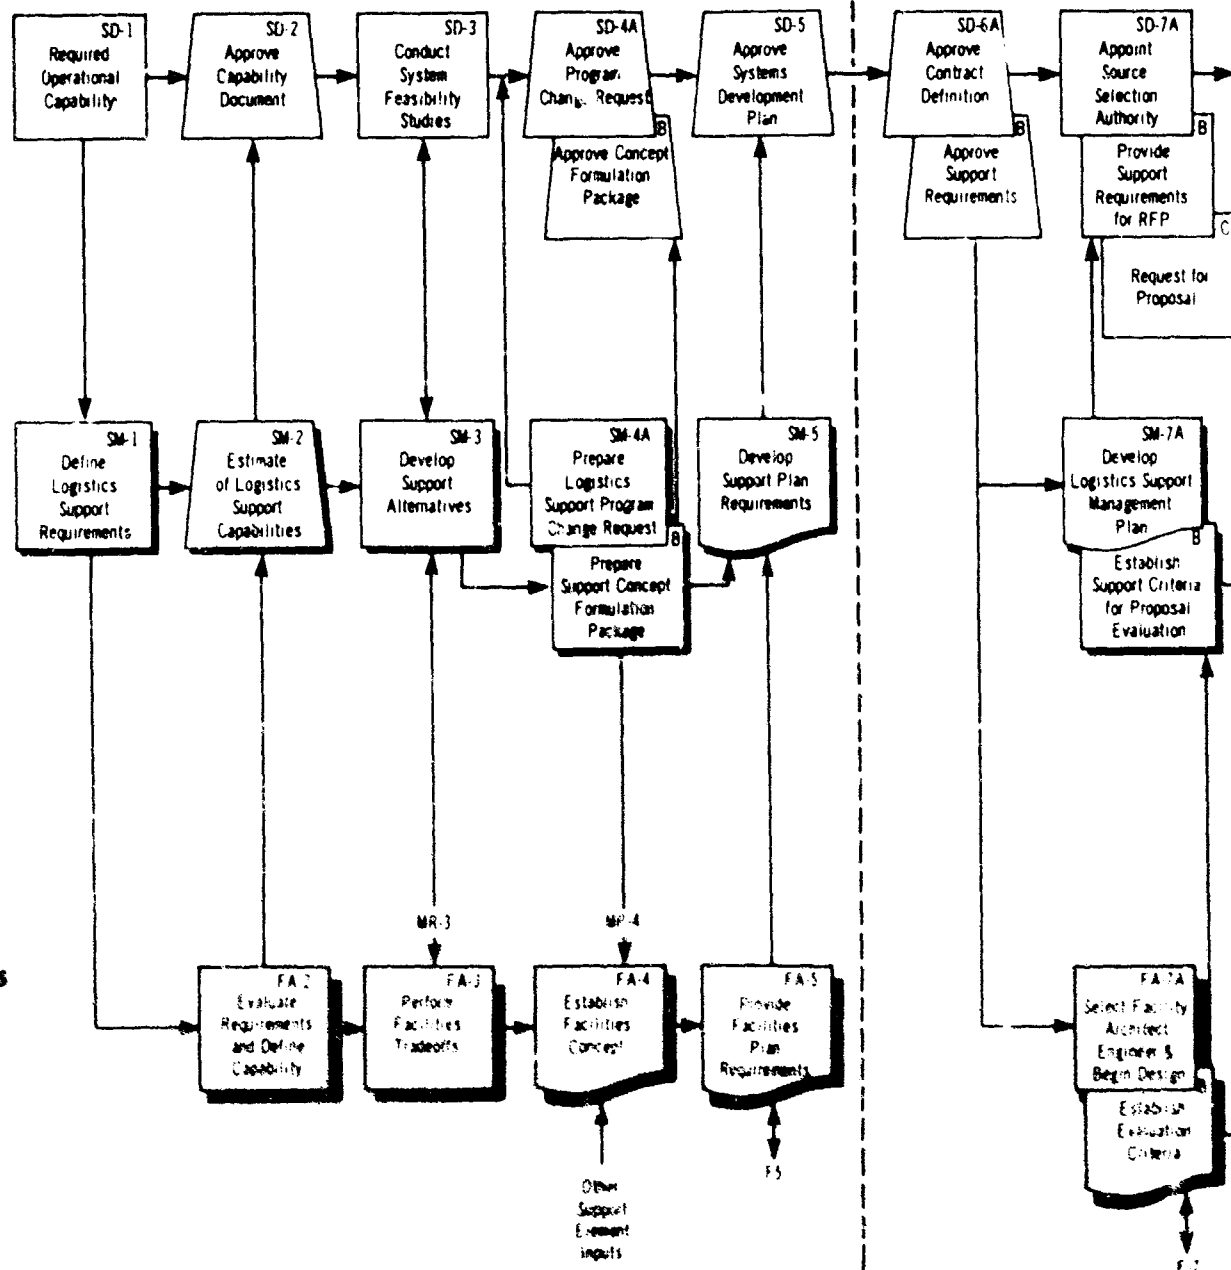 SD-1
Required
Operational
Capability
SD-2
Approve
Capability
Document
SD-3
Conduct
System
Feasibility
Studies
SD-4A
Approve
Program
Change Request
B
Approve Concept
Formulation
Package
SD-5
Approve
Systems
Development
Plan
SD-6A
Approve
Contract
Definition
B
Approve
Support
Requirements
SD-7A
Appoint
Source
Selection
Authority
B
Provide
Support
Requirements
for RFP
C
Request for
Proposal
SM-1
Define
Logistics
Support
Requirements
SM-2
Estimate
of Logistics
Support
Capabilities
SM-3
Develop
Support
Alternatives
SM-4A
Prepare
Logistics
Support Program
Change Request
B
Prepare
Support Concept
Formulation
Package
SM-5
Develop
Support Plan
Requirements
SM-7A
Develop
Logistics Support
Management
Plan
B
Establish
Support Criteria
for Proposal
Evaluation
MR-3
MR-4
s
FA-2
Evaluate
Requirements
and Define
Capability
FA-3
Perform
Facilities
Tradeoffs
FA-4
Establish
Facilities
Concept
FA-5
Provide
Facilities
Plan
Requirements
FA-7A
Select Facility
Architect
Engineer &
Begin Design
Establish
Evaluation
Criteria
Other
Support
Element
Inputs